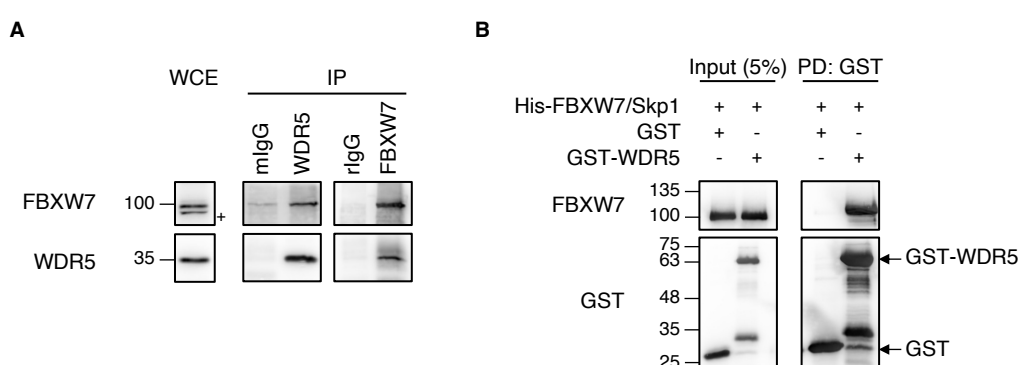 A
WCE
IP
mIgG
WDR5
rIgG
FBXW7
FBXW7
100
+
WDR5
35
B
Input (5%) PD: GST
His-FBXW7/Skp1 + + + +
GST + - + -
GST-WDR5 - + - +
FBXW7
135
100
GST
75
63
48
35
25
GST-WDR5
GST